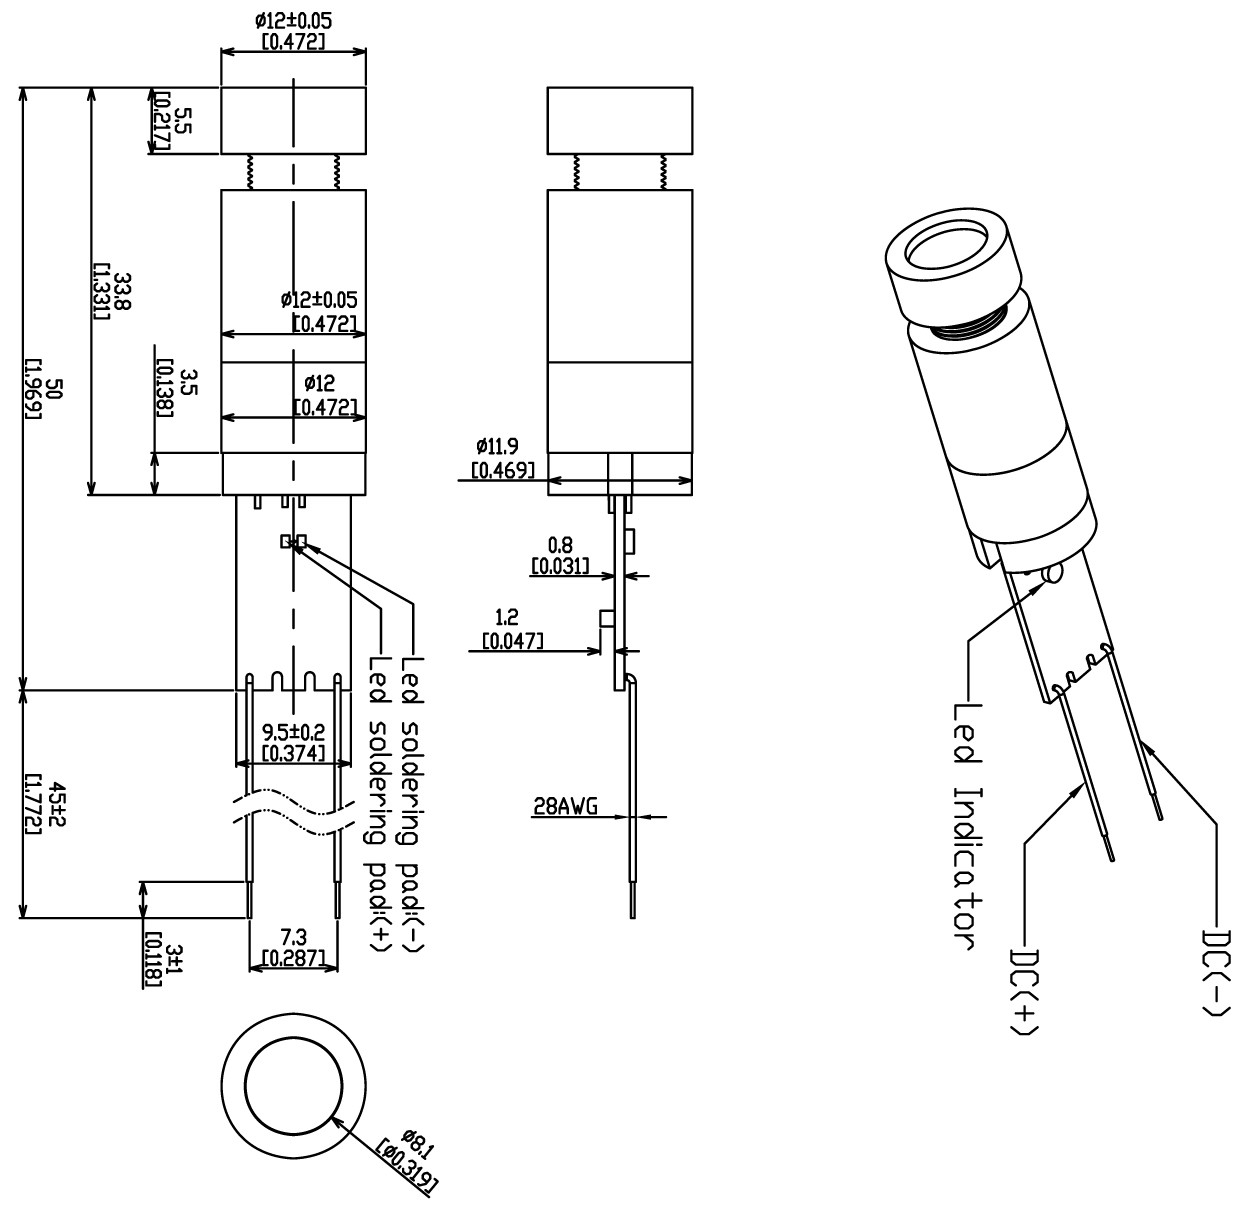 ø12±0.05
[0.472]
5.5
[0.217]
33.8
[1.331]
50
[1.969]
3.5
[0.138]
ø12±0.05
[0.472]
ø12
[0.472]
ø11.9
[0.469]
0.8
[0.031]
1.2
[0.047]
Led soldering pad(-)
Led soldering pad(+)
9.5±0.2
[0.374]
45±2
[1.772]
28AWG
3±1
[0.118]
7.3
[0.287]
ø8.1
[ø0.319]
Led Indicator
DC(+)
DC(-)